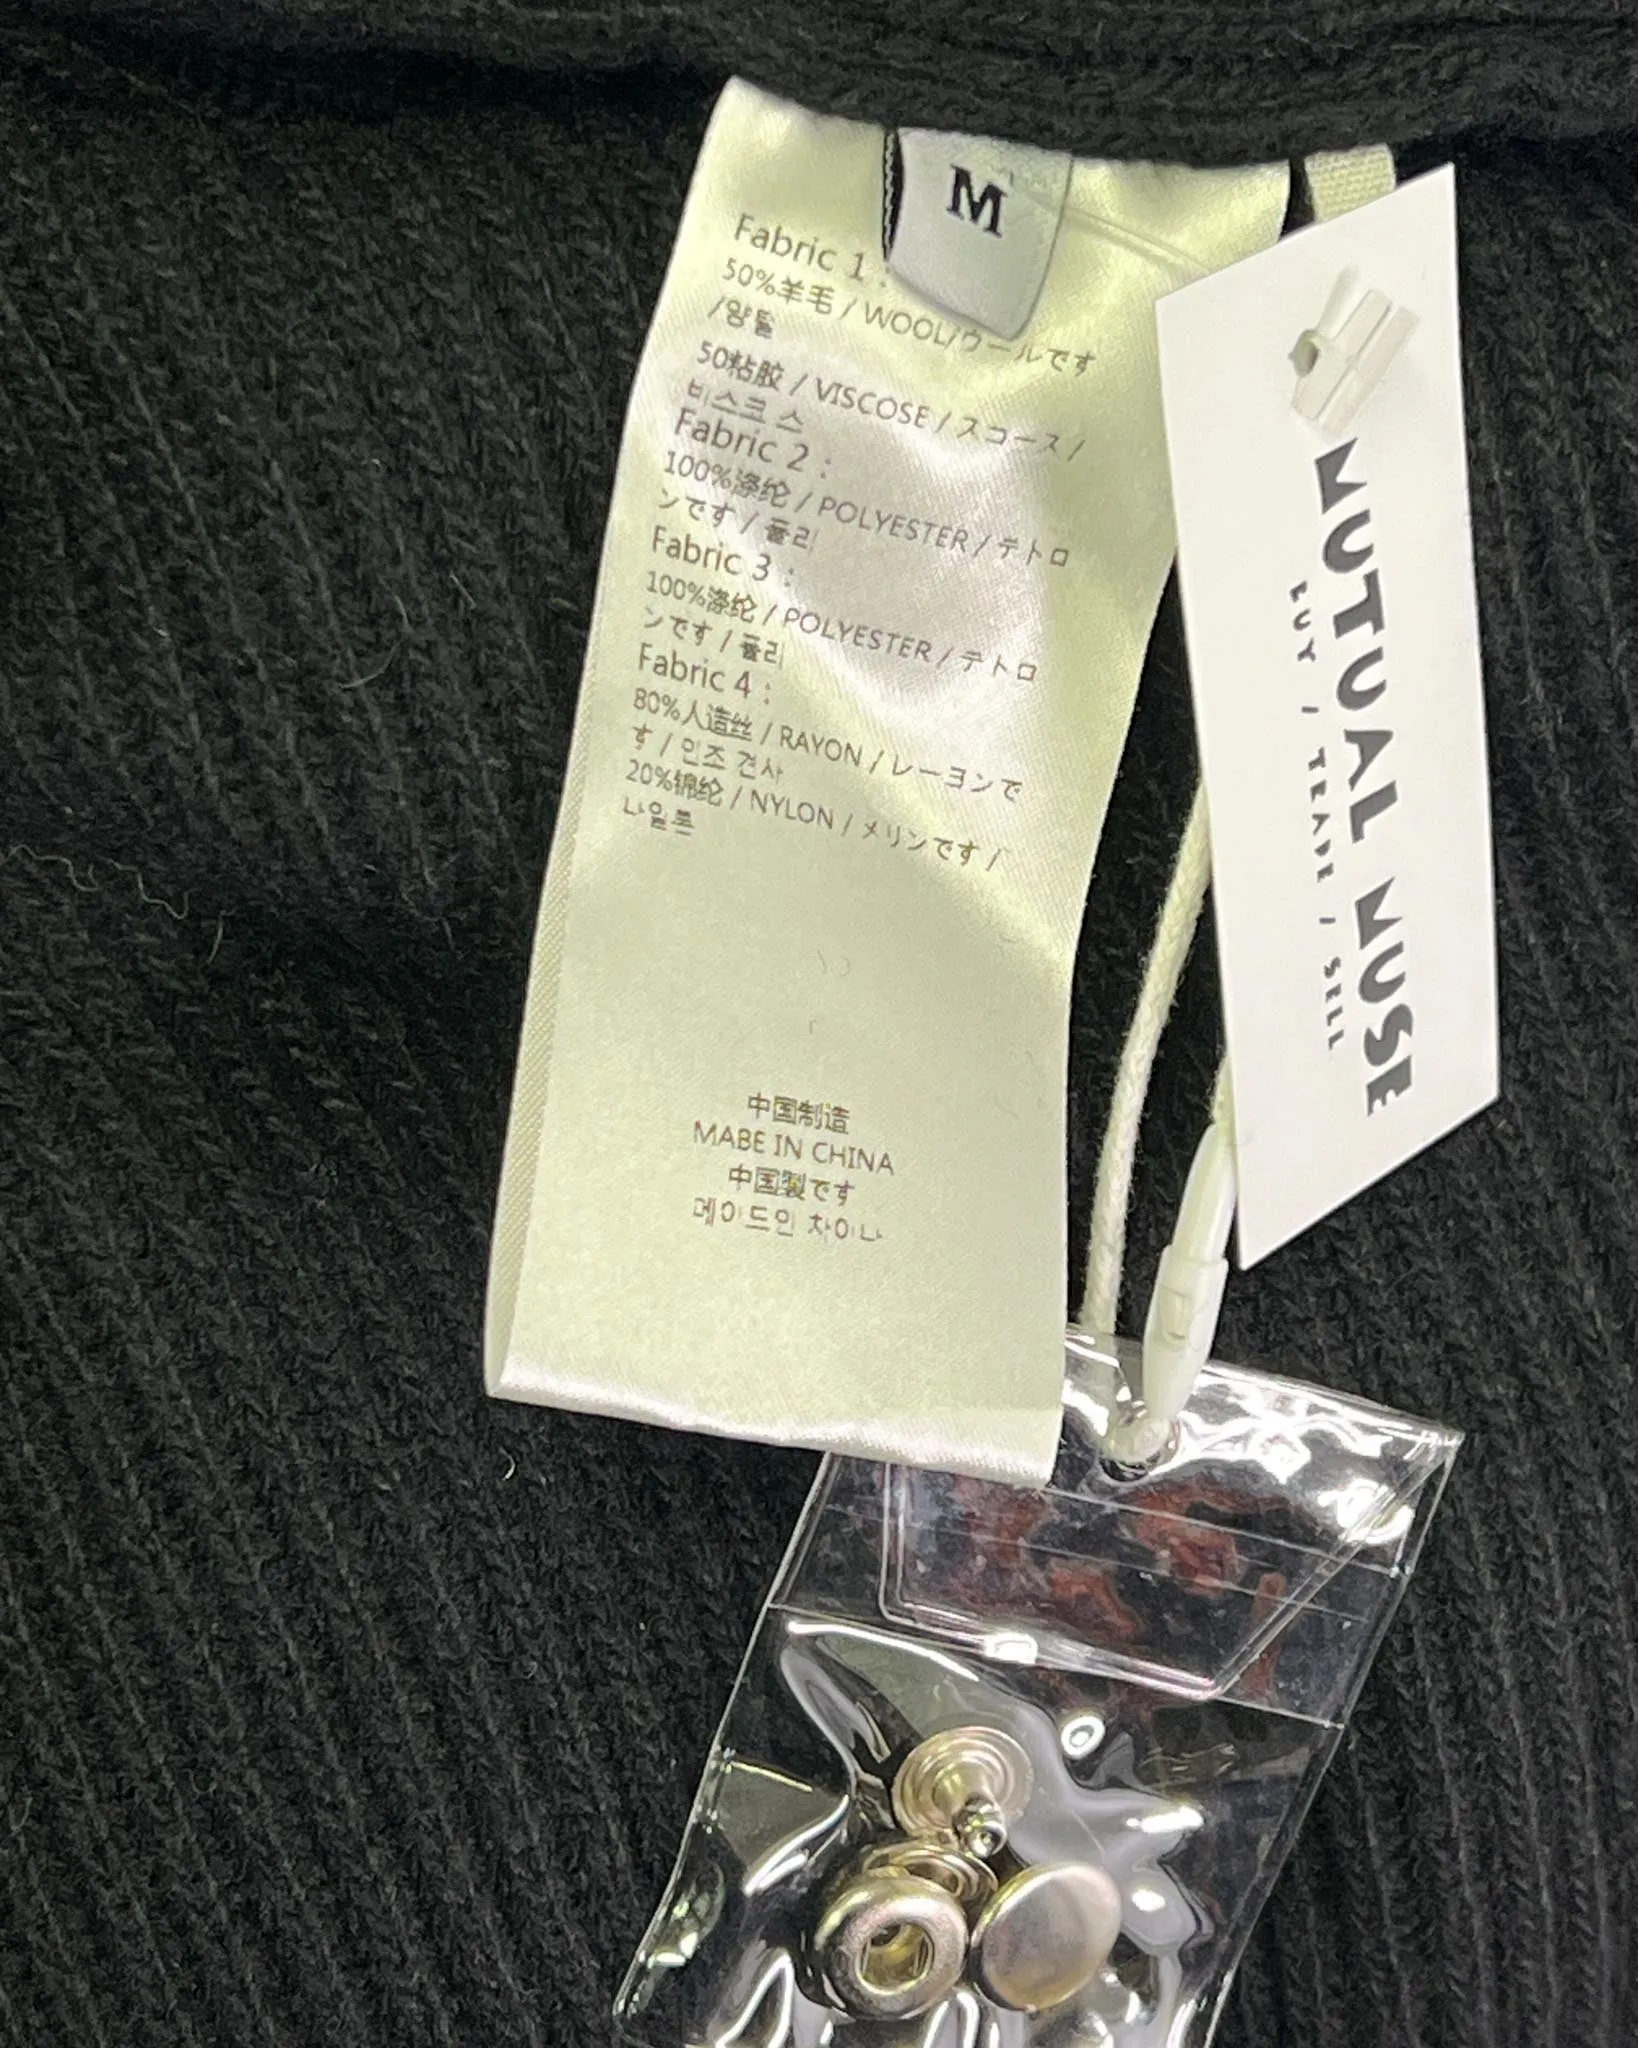 M
Fabric 1 :
50%羊毛 / WOOL/ウールです
/양털
50粘胶 / VISCOSE / スコース /
비스크 스
Fabric 2 :
100%涤纶 / POLYESTER / テトロ
ンです / 폴리
Fabric 3 :
100%涤纶 / POLYESTER / テトロ
ンです / 폴리
Fabric 4 :
80%人造丝 / RAYON / レーヨンで
す / 인조 견사
20%锦纶 / NYLON / メリンです /
나일론
中国制造
MABE IN CHINA
中国製です
메이드인 차이나
MUTUAL MUSE
BUY / TRADE / SELL